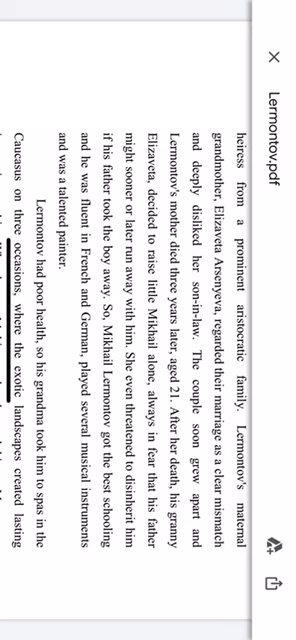 Lermontov.pdf
heiress from a prominent aristocratic family. Lermontov's maternal
grandmother, Elizaveta Arsenyeva, regarded their marriage as a clear mismatch
and deeply disliked her son-in-law. The couple soon grew apart and
Lermontov's mother died three years later, aged 21. After her death, his granny
Elizaveta, decided to raise little Mikhail alone, always in fear that his father
might sooner or later run away with him. She even threatened to disinherit him
if his father took the boy away. So, Mikhail Lermontov got the best schooling
and he was fluent in French and German, played several musical instruments
and was a talented painter.
Lermontov had poor health, so his grandma took him to spas in the
Caucasus on three occasions, where the exotic landscapes created lasting